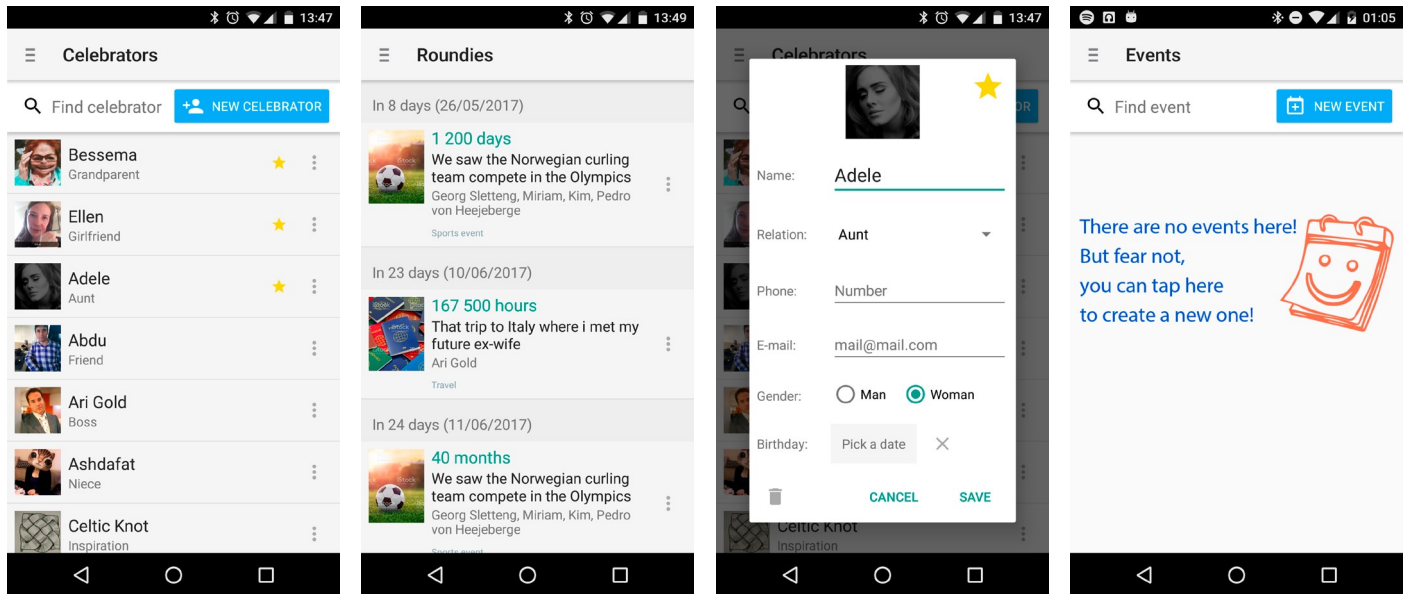 13:47
Celebrators
Find celebrator
NEW CELEBRATOR
Bessema
Grandparent
Ellen
Girlfriend
Adele
Aunt
Abdu
Friend
Ari Gold
Boss
Ashdafat
Niece
Celtic Knot
Inspiration
13:49
Roundies
In 8 days (26/05/2017)
1 200 days
We saw the Norwegian curling
team compete in the Olympics
Georg Sletteng, Miriam, Kim, Pedro
von Heejeberge
Sports event
In 23 days (10/06/2017)
167 500 hours
That trip to Italy where i met my
future ex-wife
Ari Gold
Travel
In 24 days (11/06/2017)
40 months
We saw the Norwegian curling
team compete in the Olympics
Georg Sletteng, Miriam, Kim, Pedro
von Heejeberge
Sports event
13:47
Celebrators
OR
Name:
Adele
Relation:
Aunt
Phone:
Number
E-mail:
mail@mail.com
Gender:
Man
Woman
Birthday:
Pick a date
CANCEL
SAVE
Celtic Knot
Inspiration
01:05
Events
Find event
NEW EVENT
There are no events here!
But fear not,
you can tap here
to create a new one!